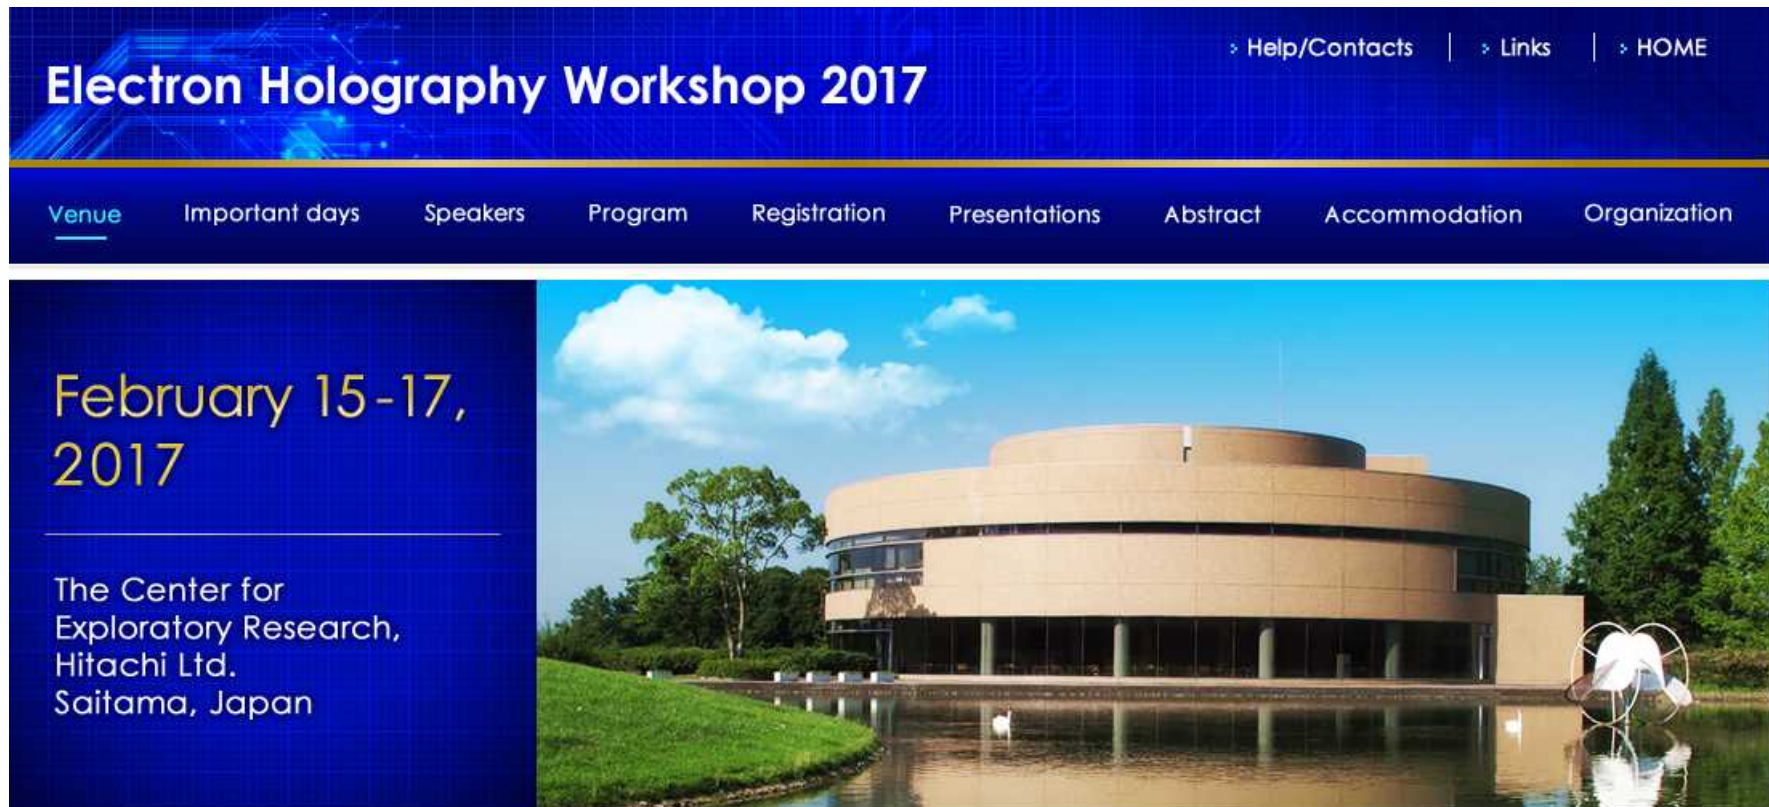 Electron Holography Workshop 2017
Help/Contacts
Links
HOME
Venue
Important days
Speakers
Program
Registration
Presentations
Abstract
Accommodation
Organization
February 15-17,
2017
The Center for
Exploratory Research,
Hitachi Ltd.
Saitama, Japan